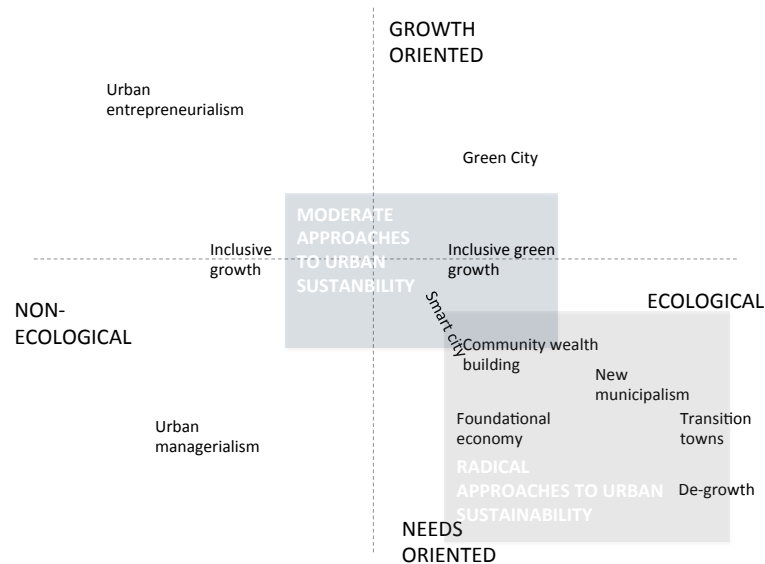 GROWTH
ORIENTED
Urban
entrepreneurialism
Green City
MODERATE
APPROACHES
TO URBAN
SUSTANBILITY
Inclusive
growth
Inclusive green
growth
NON-
ECOLOGICAL
ECOLOGICAL
Smart city
Community wealth
building
New
municipalism
Urban
managerialism
Foundational
economy
Transition
towns
RADICAL
APPROACHES TO URBAN
SUSTAINABILITY
De-growth
NEEDS
ORIENTED